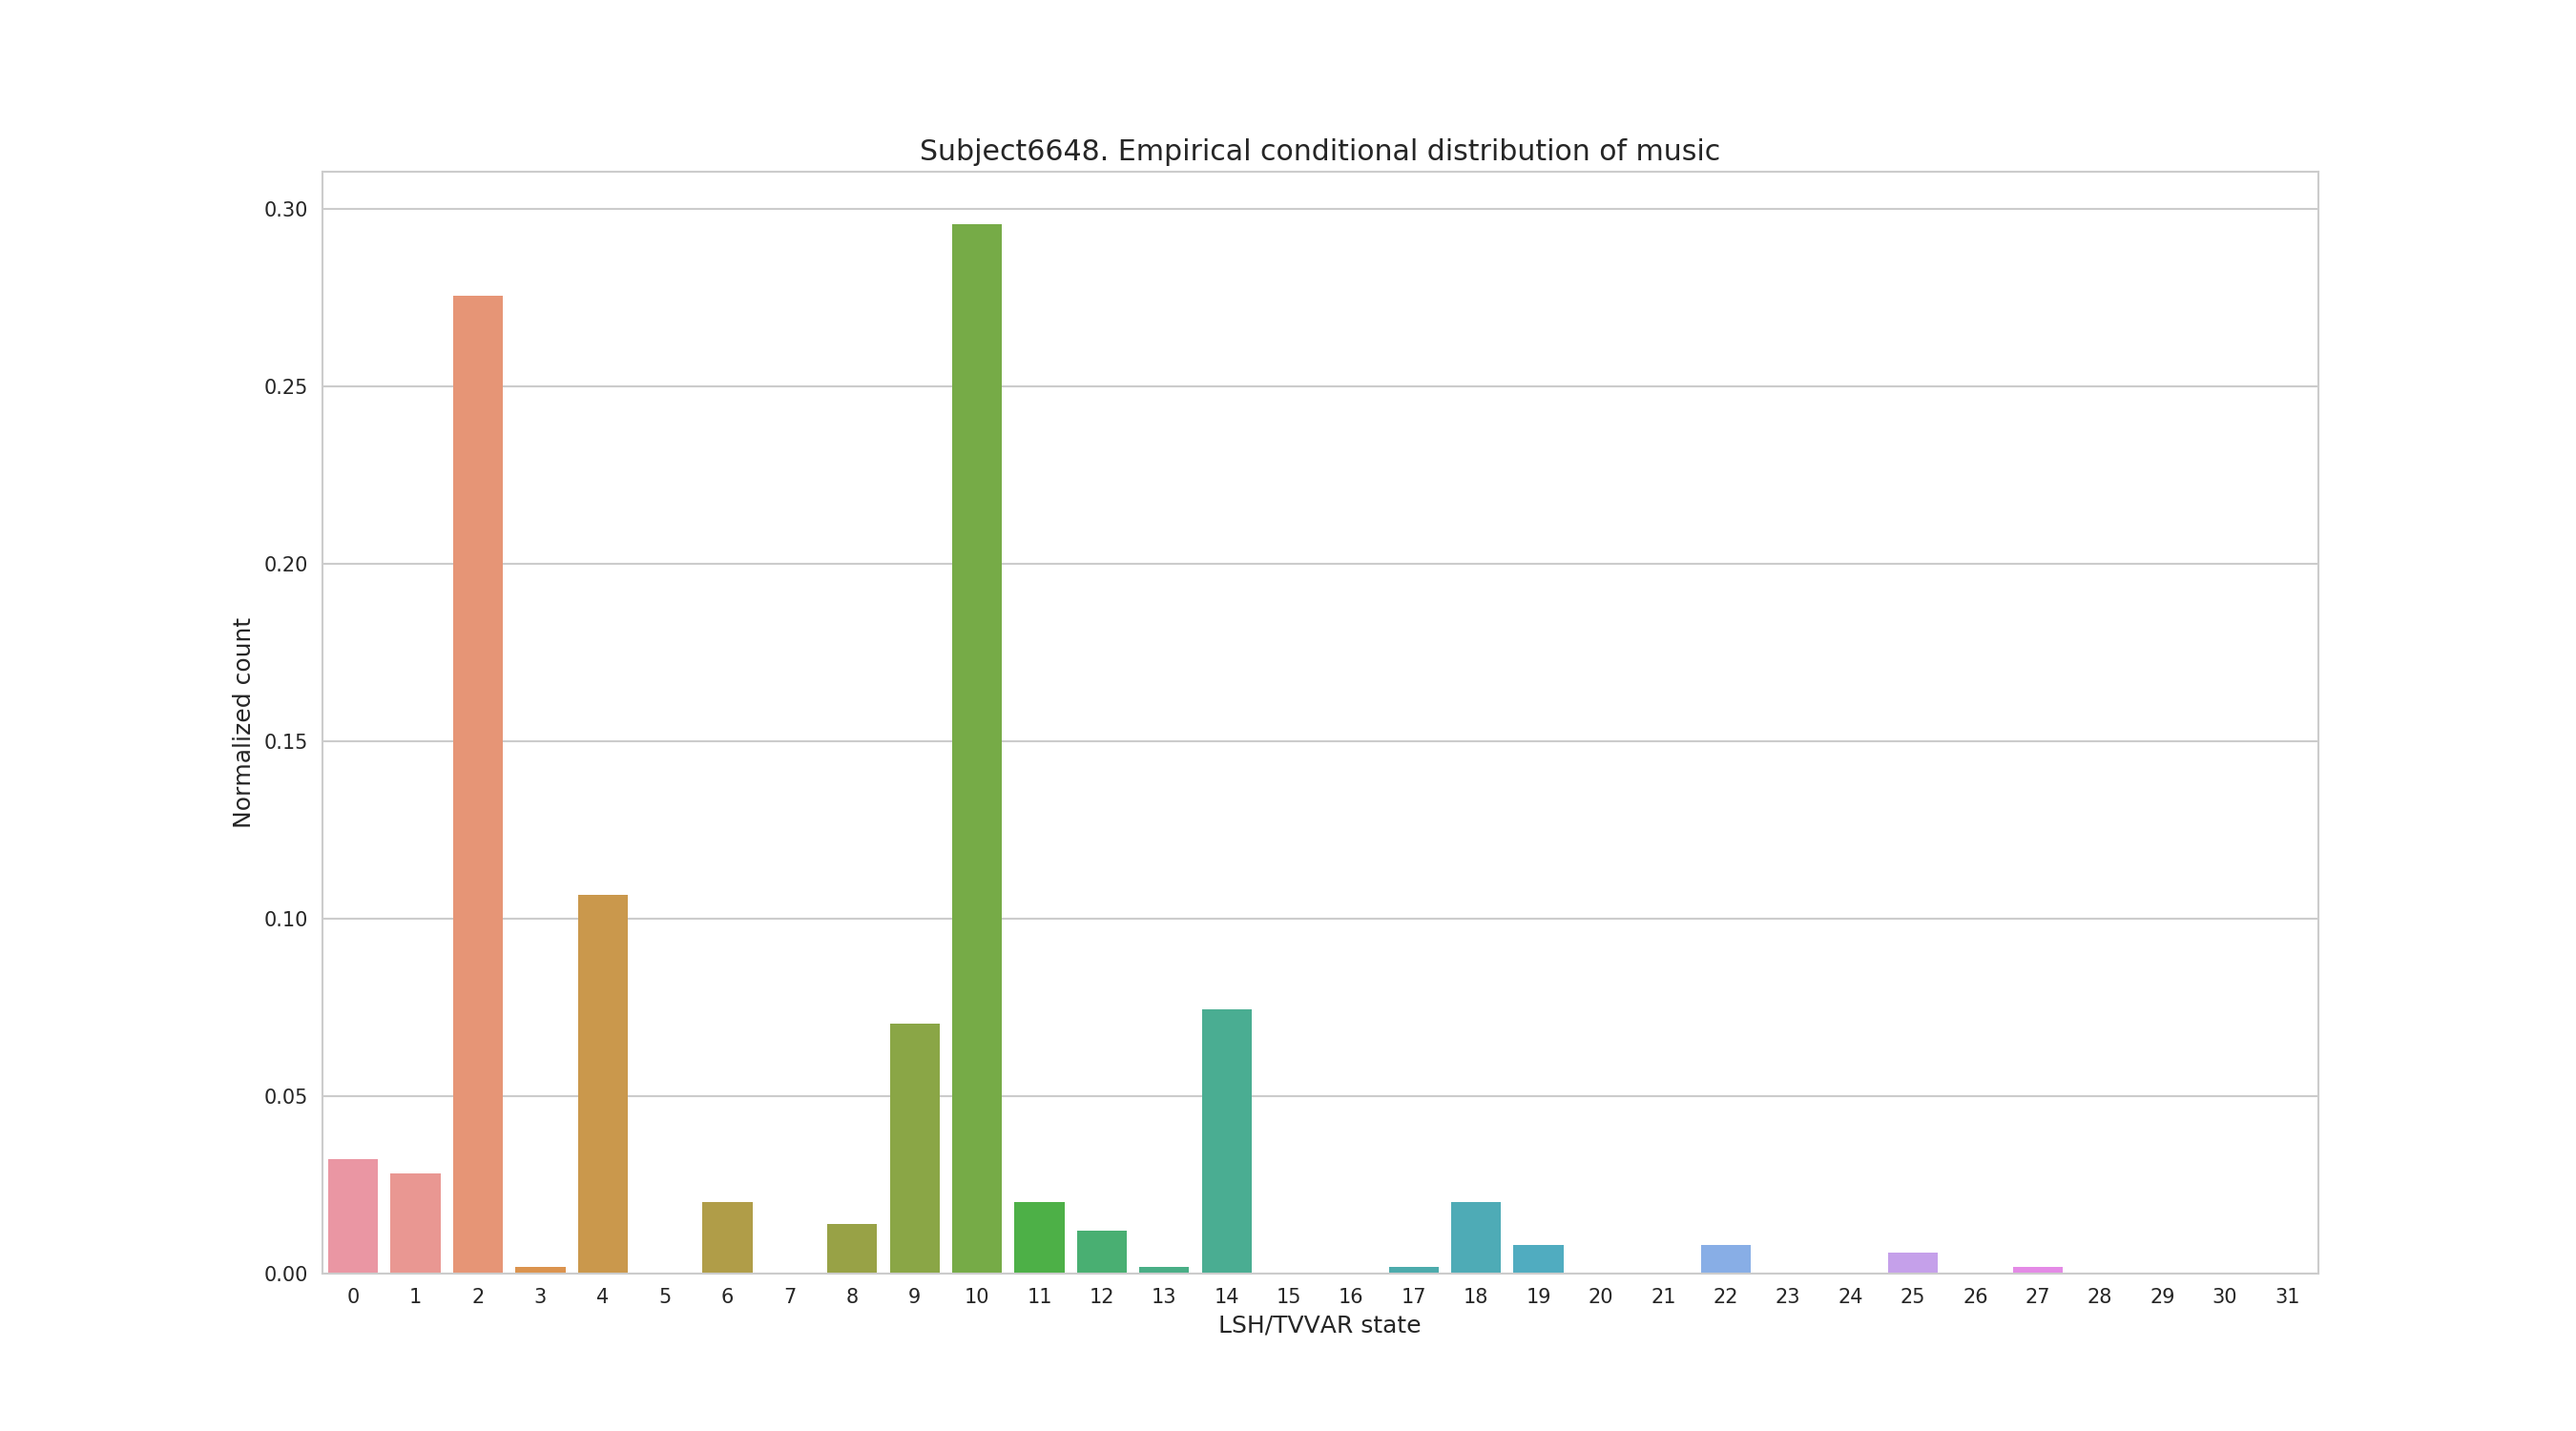 Subject6648. Empirical conditional distribution of music
Normalized count
0.30
0.25
0.20
0.15
0.10
0.05
0.00
0 1 2 3 4 5 6 7 8 9 10 11 12 13 14 15 16 17 18 19 20 21 22 23 24 25 26 27 28 29 30 31
LSH/TVVAR state